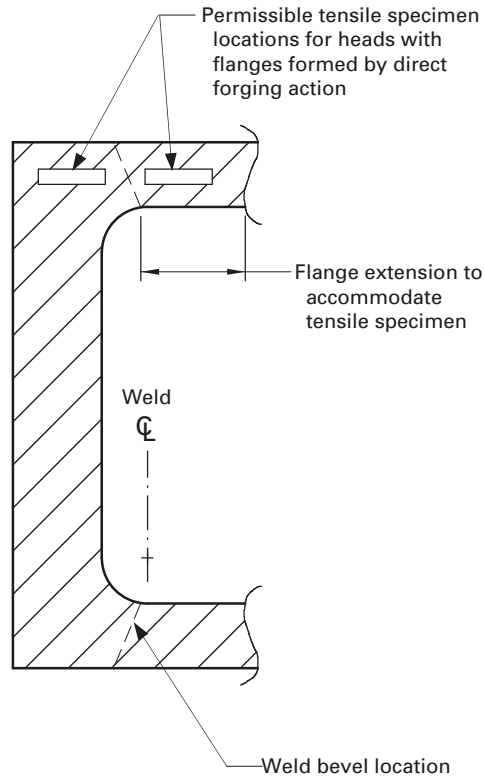 Permissible tensile specimen
locations for heads with
flanges formed by direct
forging action
Flange extension to
accommodate
tensile specimen
Weld
℄
Weld bevel location